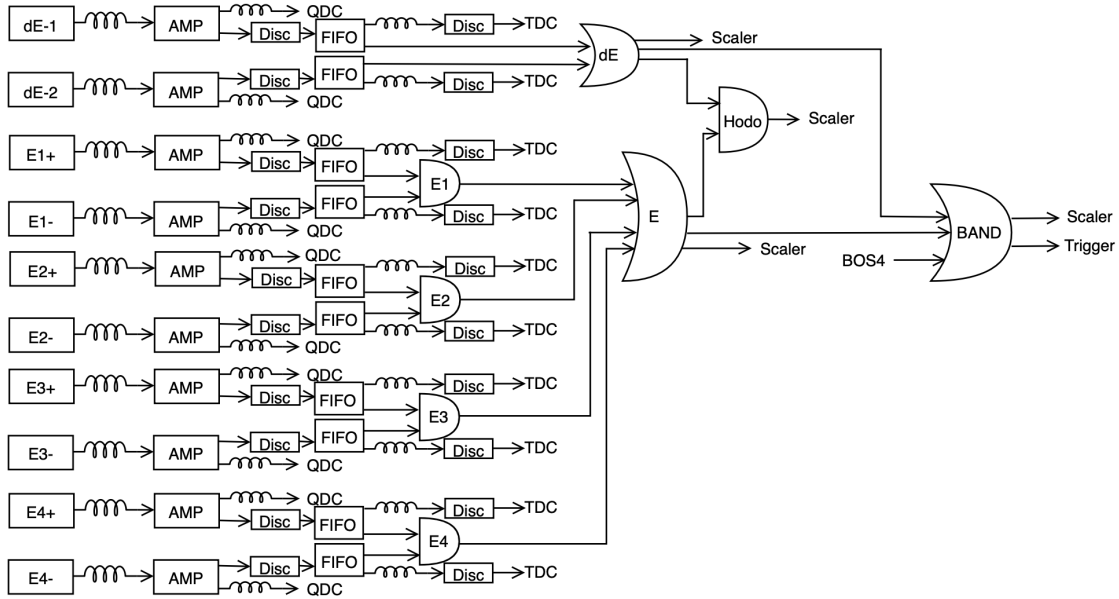 dE-1 AMP QDC Disc FIFO Disc TDC
dE-2 AMP Disc QDC FIFO Disc TDC
dE Scaler
Hodo Scaler
E1+ AMP QDC Disc FIFO Disc TDC
E1
E1- AMP Disc QDC FIFO Disc TDC
E2+ AMP QDC Disc FIFO Disc TDC
E2
E2- AMP Disc QDC FIFO Disc TDC
E3+ AMP QDC Disc FIFO Disc TDC
E3
E3- AMP Disc QDC FIFO Disc TDC
E4+ AMP QDC Disc FIFO Disc TDC
E4
E4- AMP Disc QDC FIFO Disc TDC
E Scaler
BOS4
BAND Scaler
Trigger